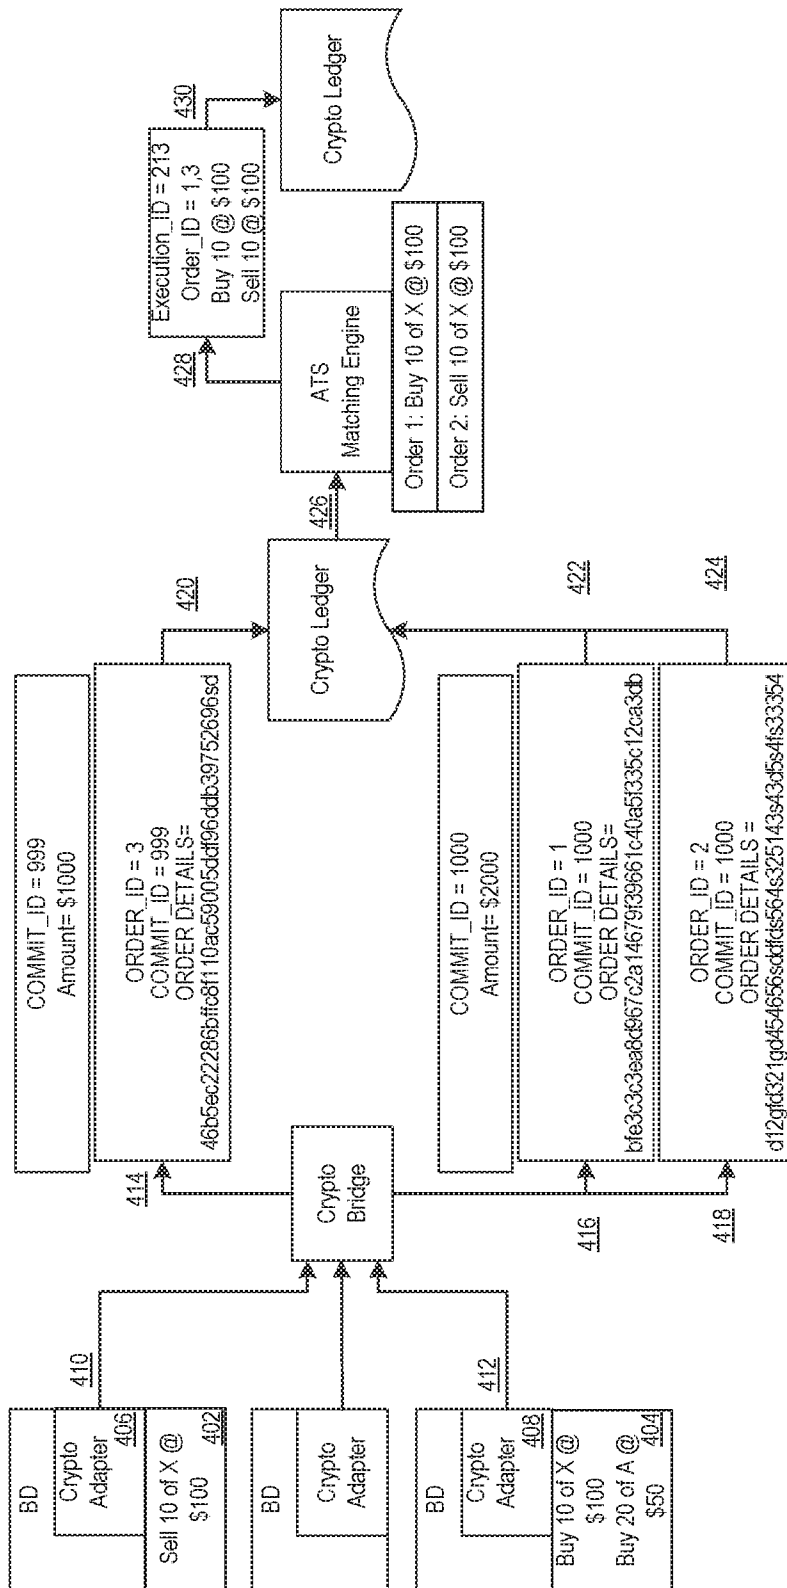 BD
Crypto
Adapter
406
Sell 10 of X @
$100
402
BD
Crypto
Adapter
BD
Crypto
Adapter
408
Buy 10 of X @
$100
Buy 20 of A @
$50
404
410
412
Crypto
Bridge
414
416
418
COMMIT_ID = 999
Amount= $1000
ORDER_ID = 3
COMMIT_ID = 999
ORDER DETAILS=
46b5ec22286bffc8f110ac59005ddf96ddb39752696sd
COMMIT_ID = 1000
Amount= $2000
ORDER_ID = 1
COMMIT_ID = 1000
ORDER DETAILS=
bfe3c3c3ea8d967c2a14679f39661c40a5f335c12ca3db
ORDER_ID = 2
COMMIT_ID = 1000
ORDER DETAILS =
d12gfd321gd454656sddfds564s325143s43d5s4fs33354
420
422
424
Crypto Ledger
426
ATS
Matching Engine
Order 1: Buy 10 of X @ $100
Order 2: Sell 10 of X @ $100
428
Execution_ID = 213
Order_ID = 1,3
Buy 10 @ $100
Sell 10 @ $100
430
Crypto Ledger